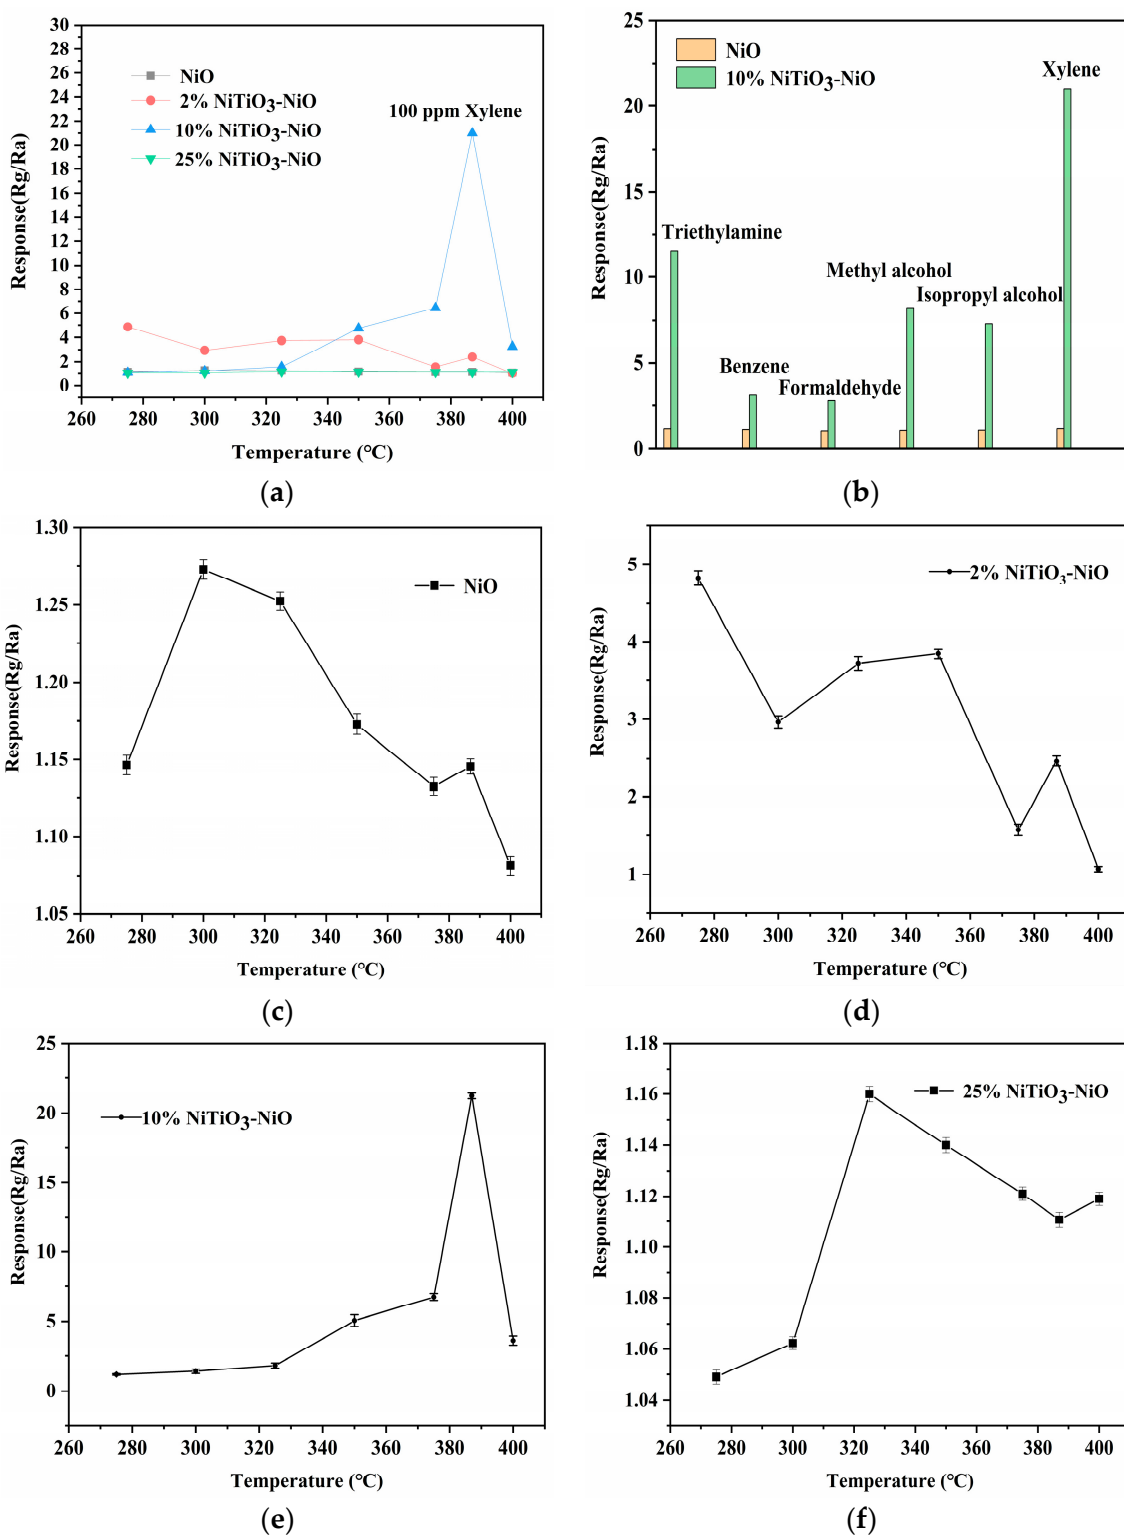 30
28
26
24
22
20
18
16
14
12
10
8
6
4
2
0
Response(Rg/Ra)
NiO
2% NiTiO3-NiO
10% NiTiO3-NiO
25% NiTiO3-NiO
100 ppm Xylene
260 280 300 320 340 360 380 400
Temperature (°C)
(a)
25
20
15
10
5
0
Response(Rg/Ra)
NiO
10% NiTiO3-NiO
Xylene
Triethylamine
Methyl alcohol
Isopropyl alcohol
Benzene
Formaldehyde
(b)
1.30
1.25
1.20
1.15
1.10
1.05
Response(Rg/Ra)
NiO
260 280 300 320 340 360 380 400
Temperature (°C)
(c)
5
4
3
2
1
Response(Rg/Ra)
2% NiTiO3-NiO
260 280 300 320 340 360 380 400
Temperature (°C)
(d)
25
20
15
10
5
0
Response(Rg/Ra)
10% NiTiO3-NiO
260 280 300 320 340 360 380 400
Temperature (°C)
(e)
1.18
1.16
1.14
1.12
1.10
1.08
1.06
1.04
Response(Rg/Ra)
25% NiTiO3-NiO
260 280 300 320 340 360 380 400
Temperature (°C)
(f)